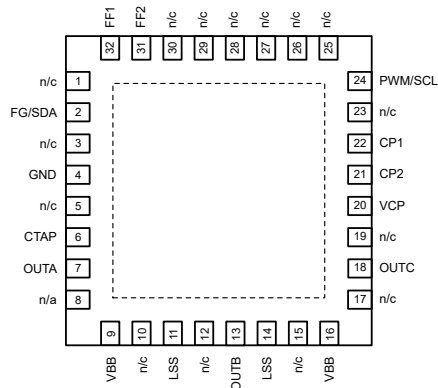 FF1 FF2 n/c n/c n/c n/c n/c n/c
32 31 30 29 28 27 26 25
n/c 1 24 PWM/SCL
FG/SDA 2 23 n/c
n/c 3 22 CP1
GND 4 21 CP2
n/c 5 20 VCP
CTAP 6 19 n/c
OUTA 7 18 OUTC
n/a 8 17 n/c
9 10 11 12 13 14 15 16
VBB n/c LSS n/c OUTB LSS n/c VBB